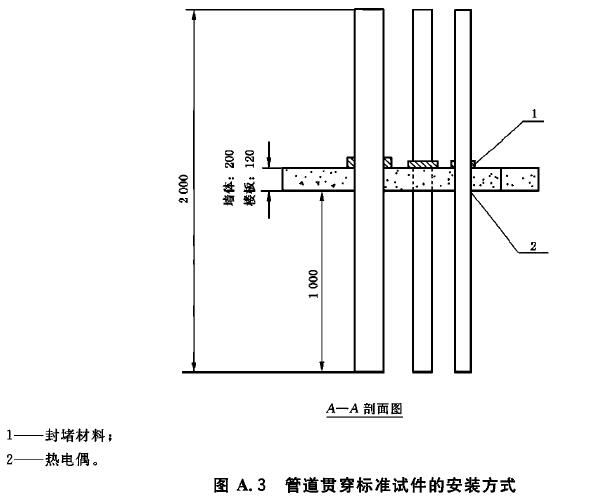 1
墙体：200
楼板：120
2 000
2
1 000
A—A 剖面图
1——封堵材料；
2——热电偶。
图 A.3 管道贯穿标准试件的安装方式